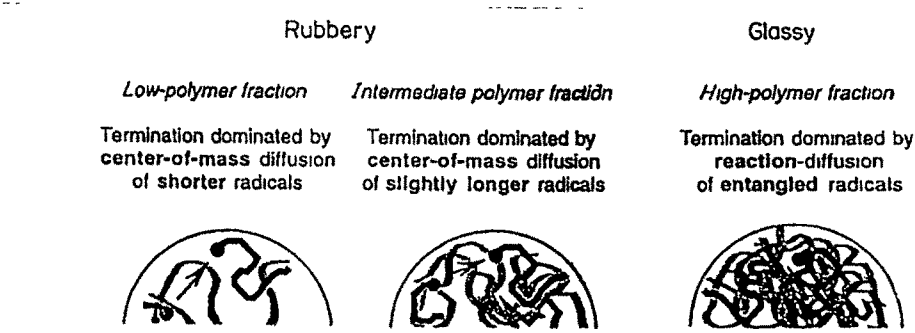 Rubbery
Glassy
Low-polymer fraction
Intermediate polymer fraction
High-polymer fraction
Termination dominated by
center-of-mass diffusion
of shorter radicals
Termination dominated by
center-of-mass diffusion
of slightly longer radicals
Termination dominated by
reaction-diffusion
of entangled radicals